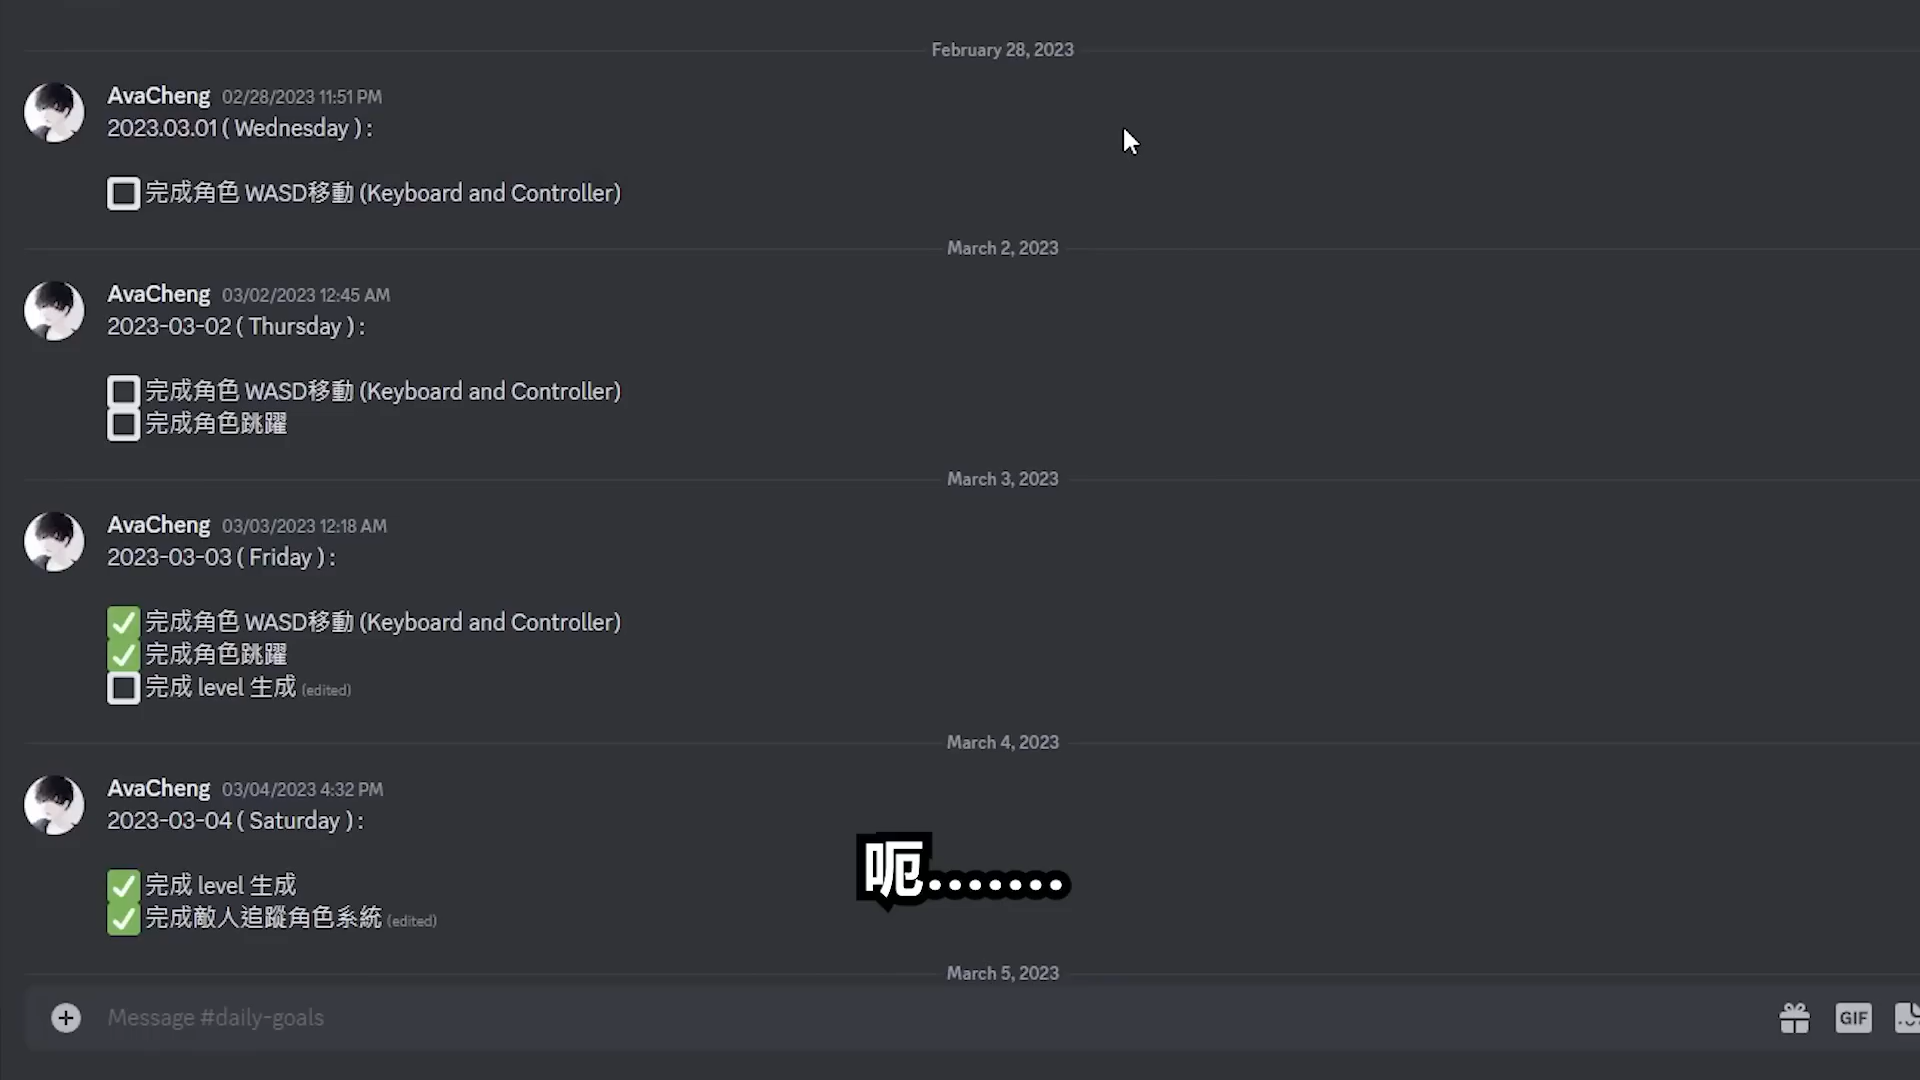 February 28, 2023
AvaCheng 02/28/2023 11:51 PM
2023.03.01 ( Wednesday ) :
完成角色 WASD移動 (Keyboard and Controller)
March 2, 2023
AvaCheng 03/02/2023 12:45 AM
2023-03-02 ( Thursday ) :
完成角色 WASD移動 (Keyboard and Controller)
完成角色跳躍
March 3, 2023
AvaCheng 03/03/2023 12:18 AM
2023-03-03 ( Friday ) :
完成角色 WASD移動 (Keyboard and Controller)
完成角色跳躍
完成 level 生成 (edited)
March 4, 2023
AvaCheng 03/04/2023 4:32 PM
2023-03-04 ( Saturday ) :
呃.......
完成 level 生成
完成敵人追蹤角色系統 (edited)
March 5, 2023
Message #daily-goals
GIF